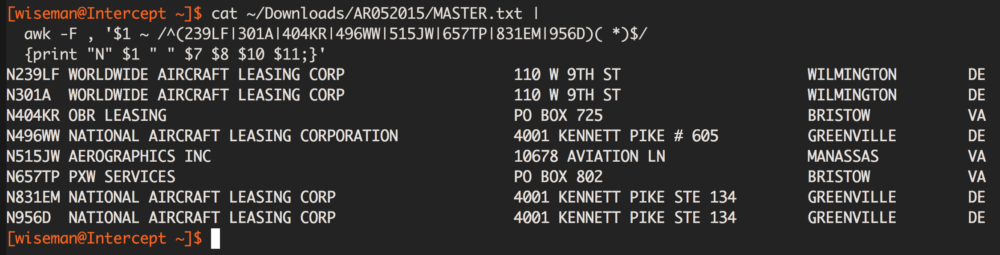 [wiseman@Intercept ~]$ cat ~/Downloads/AR052015/MASTER.txt |
awk -F , '$1 ~ /^(239LF|301A|404KR|496WW|515JW|657TP|831EM|956D)( *)$/
{print "N" $1 " " $7 $8 $10 $11;}'
N239LF WORLDWIDE AIRCRAFT LEASING CORP 110 W 9TH ST WILMINGTON DE
N301A WORLDWIDE AIRCRAFT LEASING CORP 110 W 9TH ST WILMINGTON DE
N404KR OBR LEASING PO BOX 725 BRISTOW VA
N496WW NATIONAL AIRCRAFT LEASING CORPORATION 4001 KENNETT PIKE # 605 GREENVILLE DE
N515JW AEROGRAPHICS INC 10678 AVIATION LN MANASSAS VA
N657TP PXW SERVICES PO BOX 802 BRISTOW VA
N831EM NATIONAL AIRCRAFT LEASING CORP 4001 KENNETT PIKE STE 134 GREENVILLE DE
N956D NATIONAL AIRCRAFT LEASING CORP 4001 KENNETT PIKE STE 134 GREENVILLE DE
[wiseman@Intercept ~]$